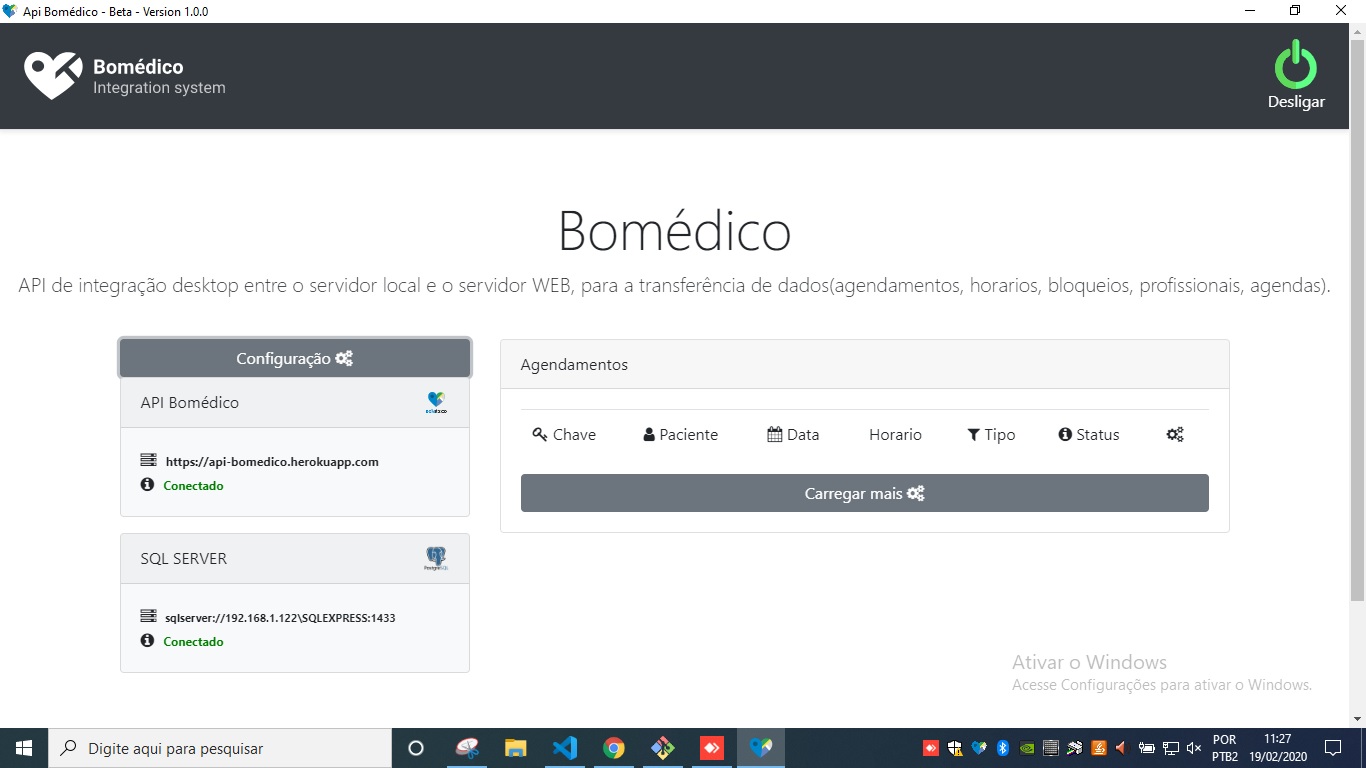 Api Bomédico - Beta - Version 1.0.0
Bomédico
Integration system
Desligar
Bomédico
API de integração desktop entre o servidor local e o servidor WEB, para a transferência de dados(agendamentos, horarios, bloqueios, profissionais, agendas).
Configuração
API Bomédico
https://api-bomedico.herokuapp.com
Conectado
SQL SERVER
PostgreSQL
sqlserver://192.168.1.122\SQLEXPRESS:1433
Conectado
Agendamentos
Chave Paciente Data Horario Tipo Status
Carregar mais
Ativar o Windows
Acesse Configurações para ativar o Windows.
Digite aqui para pesquisar
POR
PTB2
11:27
19/02/2020